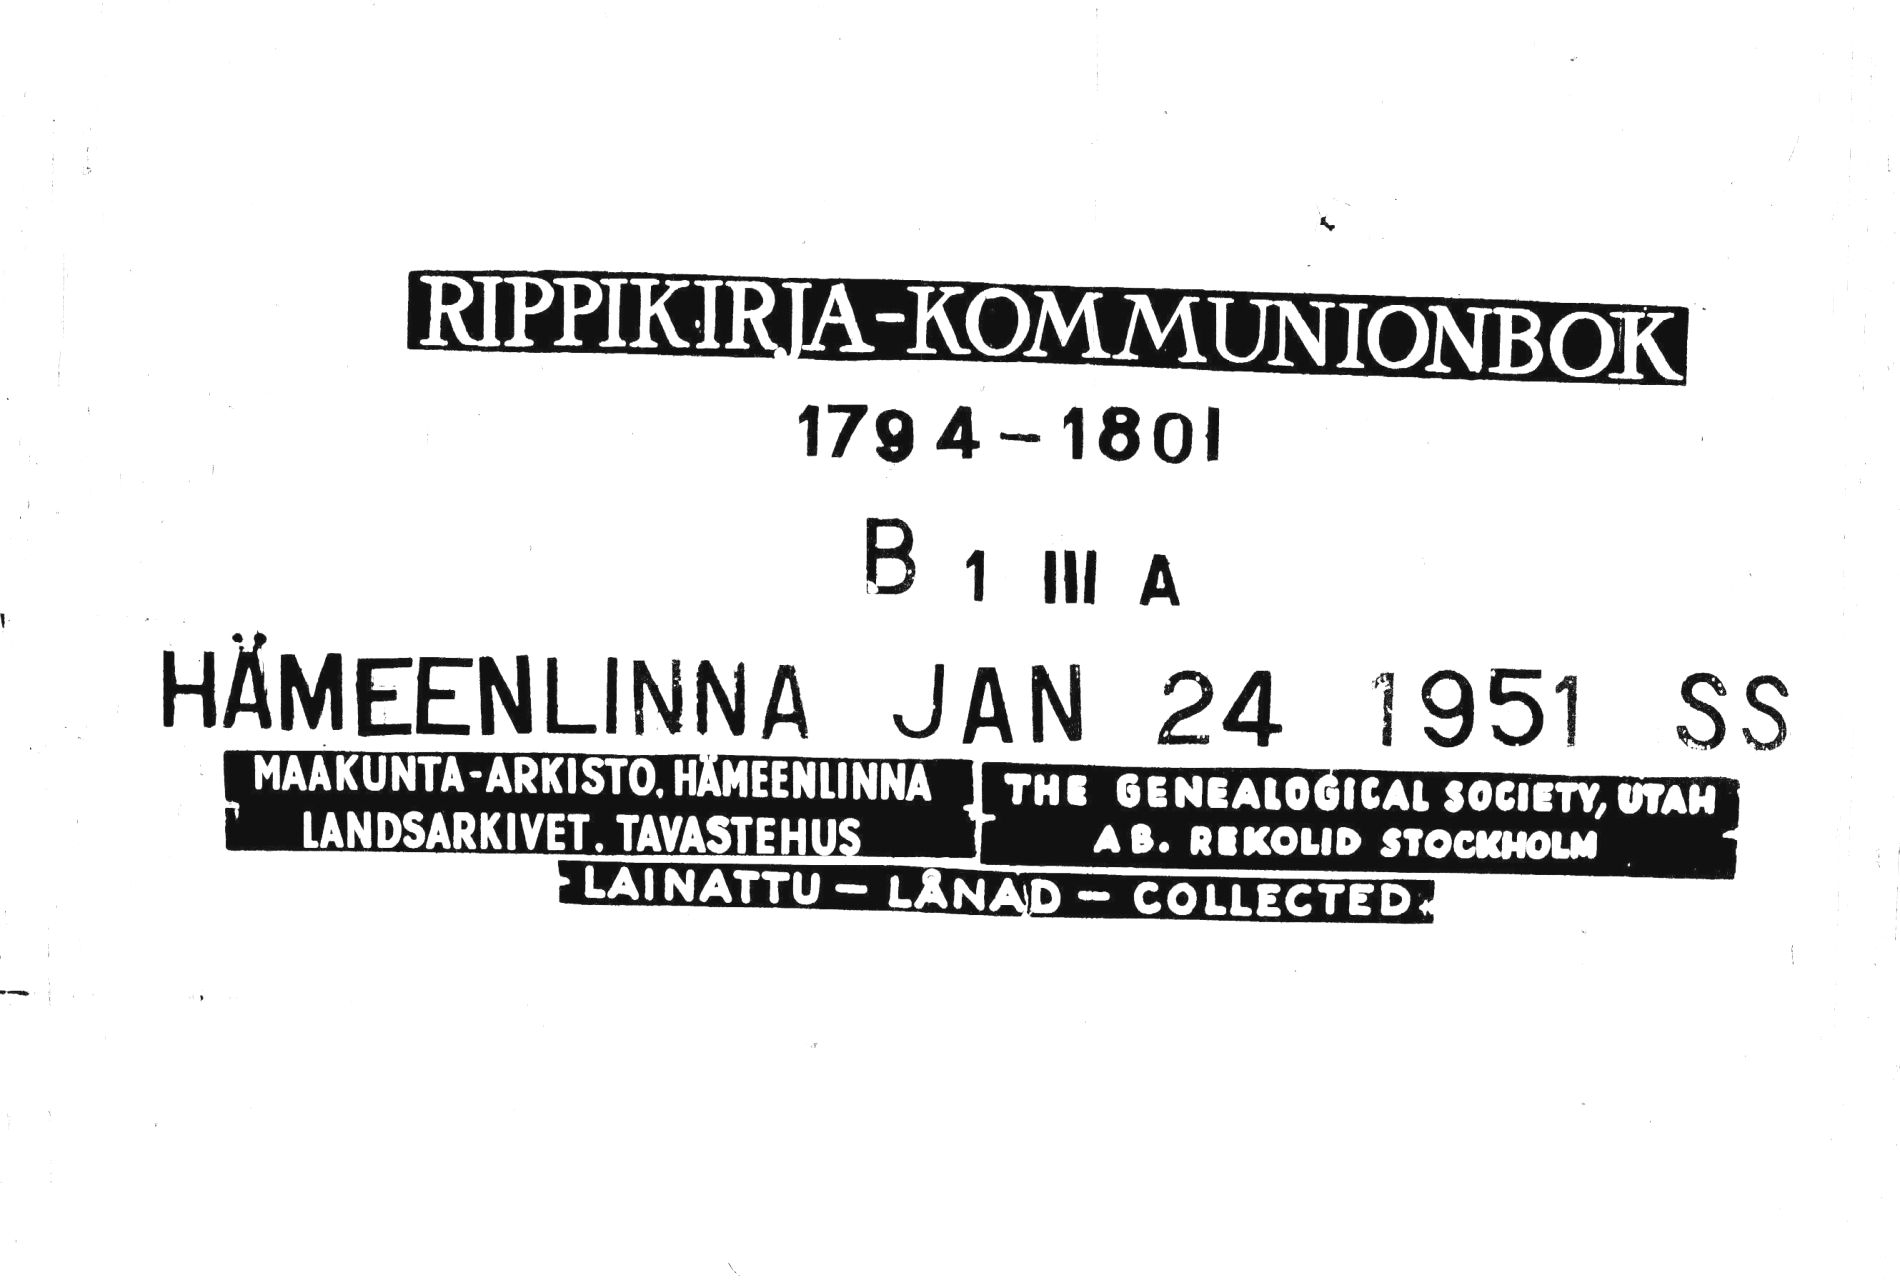 RIPPIKIRJA-KOMMUNIONBOK
1794-1801
B 1 III A
HÄMEENLINNA JAN 24 1951 SS
MAAKUNTA-ARKISTO, HÄMEENLINNA
LANDSARKIVET. TAVASTEHUS
THE GENEALOGICAL SOCIETY, UTAH
AB. REKOLID STOCKHOLM
LAINATTU — LÅNAD — COLLECTED